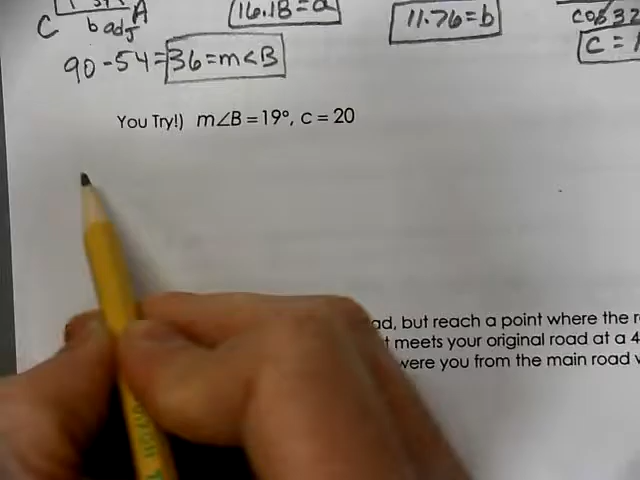 C b adj A
16.18=a
11.76=b
cos 32
c =
90-54=36=m<B
You Try!) m∠B = 19°, c = 20
ad, but reach a point where the r
t meets your original road at a 4
were you from the main road